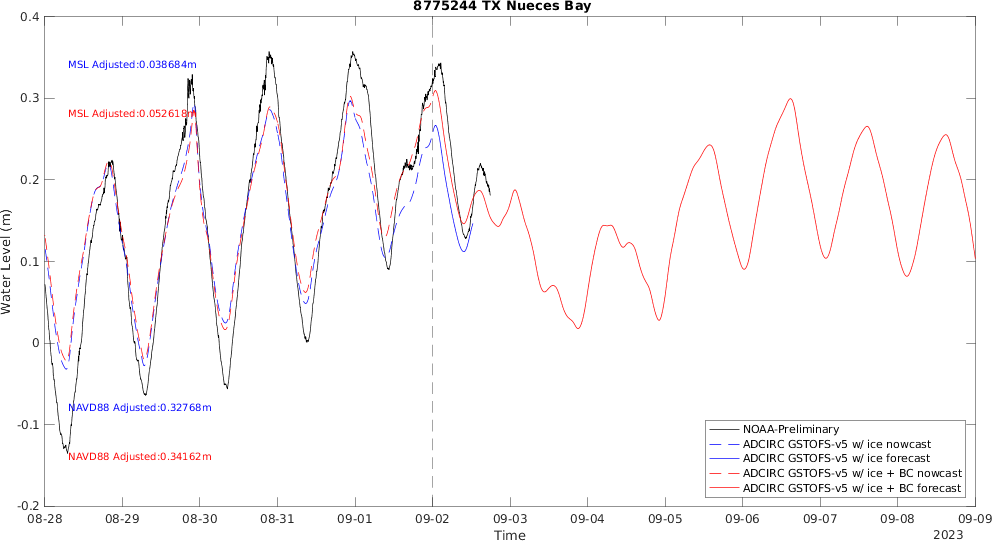 8775244 TX Nueces Bay
0.4
0.3
0.2
0.1
0
-0.1
-0.2
Water Level (m)
MSL Adjusted:0.038684m
MSL Adjusted:0.052618m
NAVD88 Adjusted:0.32768m
NAVD88 Adjusted:0.34162m
NOAA-Preliminary
ADCIRC GSTOFS-v5 w/ ice nowcast
ADCIRC GSTOFS-v5 w/ ice forecast
ADCIRC GSTOFS-v5 w/ ice + BC nowcast
ADCIRC GSTOFS-v5 w/ ice + BC forecast
08-28 08-29 08-30 08-31 09-01 09-02 09-03 09-04 09-05 09-06 09-07 09-08 09-09
Time
2023